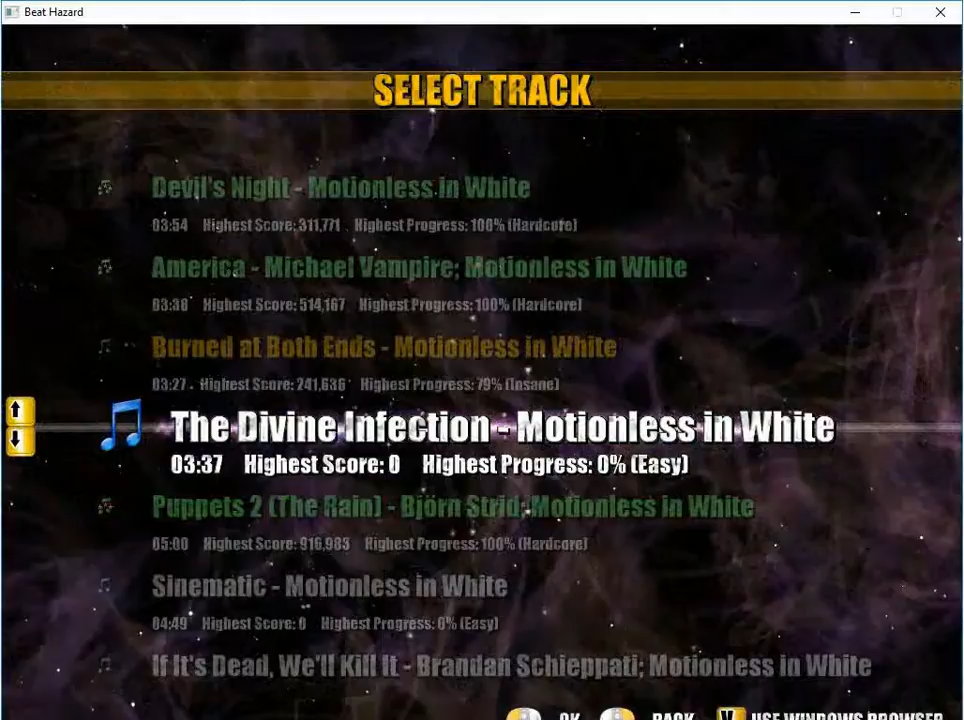 Beat Hazard
SELECT TRACK
Devil's Night - Motionless in White
03:54 Highest Score: 311,771 Highest Progress: 100% (Hardcore)
America - Michael Vampire; Motionless in White
03:38 Highest Score: 514,167 Highest Progress: 100% (Hardcore)
Burned at Both Ends - Motionless in White
03:27 Highest Score: 241,636 Highest Progress: 79% (Insane)
The Divine Infection - Motionless in White
03:37 Highest Score: 0 Highest Progress: 0% (Easy)
Puppets 2 (The Rain) - Björn Strid; Motionless in White
05:00 Highest Score: 916,983 Highest Progress: 100% (Hardcore)
Sinematic - Motionless in White
04:49 Highest Score: 0 Highest Progress: 0% (Easy)
If It's Dead, We'll Kill It - Brandan Schieppati; Motionless in White
OK BACK USE WINDOWS BROWSER